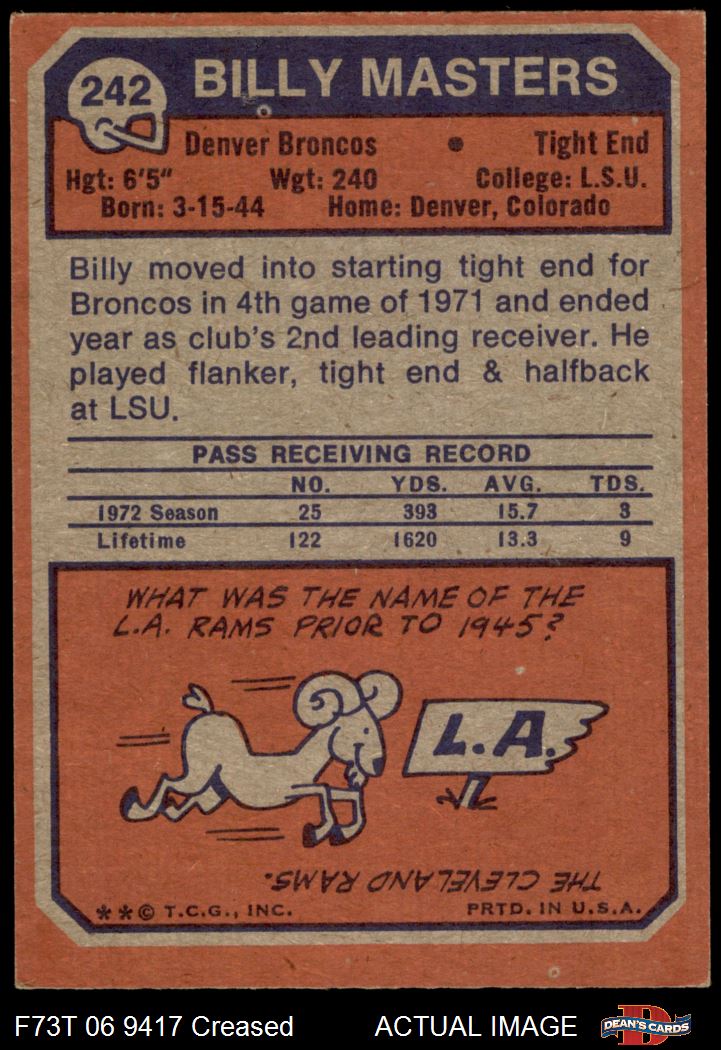 242
BILLY MASTERS
Denver Broncos • Tight End
Hgt: 6'5" Wgt: 240 College: L.S.U.
Born: 3-15-44 Home: Denver, Colorado
Billy moved into starting tight end for
Broncos in 4th game of 1971 and ended
year as club's 2nd leading receiver. He
played flanker, tight end & halfback
at LSU.
PASS RECEIVING RECORD
NO. YDS. AVG. TDS.
1972 Season 25 393 15.7 3
Lifetime 122 1620 13.3 9
WHAT WAS THE NAME OF THE
L.A. RAMS PRIOR TO 1945?
L.A.
THE CLEVELAND RAMS.
**© T.C.G., INC. PRTD. IN U.S.A.
F73T 06 9417 Creased ACTUAL IMAGE
D
DEAN'S CARDS